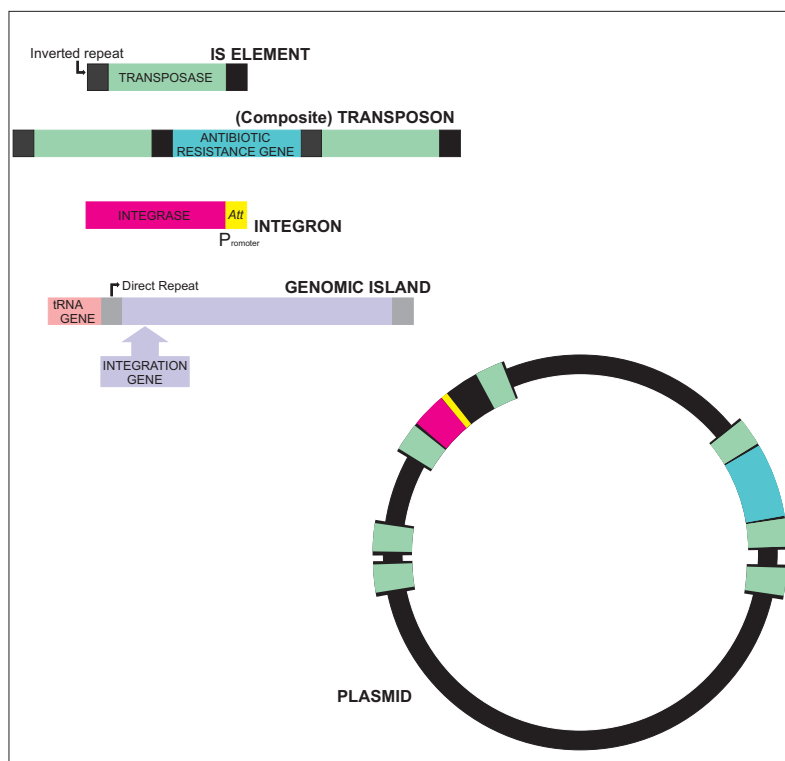 IS ELEMENT
Inverted repeat
TRANSPOSASE
(Composite) TRANSPOSON
ANTIBIOTIC
RESISTANCE GENE
INTEGRASE
Att
INTEGRON
Promoter
Direct Repeat
GENOMIC ISLAND
tRNA
GENE
INTEGRATION
GENE
PLASMID